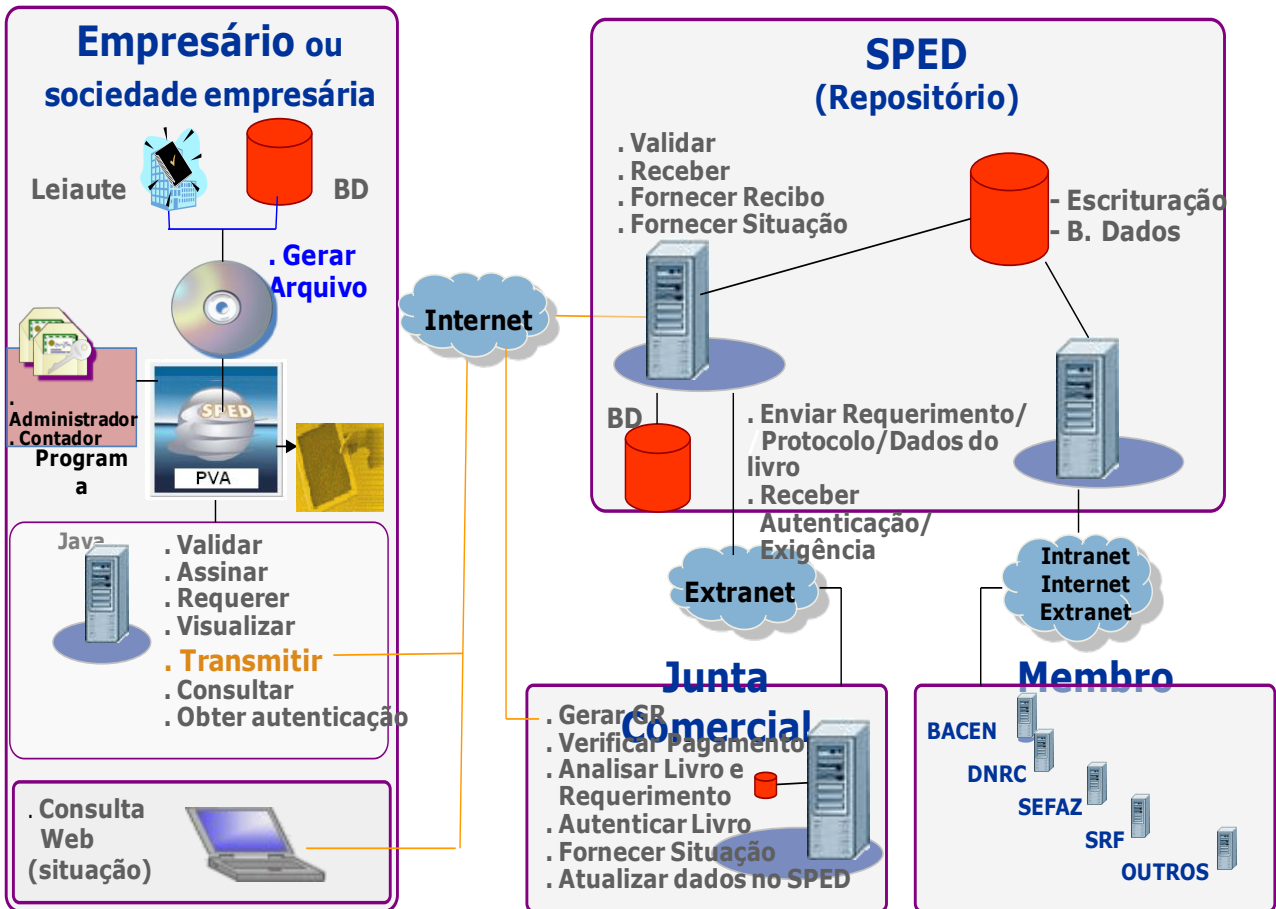 Empresário ou
sociedade empresária
Leiaute
BD
. Gerar
Arquivo
.
Administrador
. Contador
Program
a
SPED
PVA
Java
. Validar
. Assinar
. Requerer
. Visualizar
. Transmitir
. Consultar
. Obter autenticação
. Consulta
Web
(situação)
Internet
SPED
(Repositório)
. Validar
. Receber
. Fornecer Recibo
. Fornecer Situação
- Escrituração
- B. Dados
BD
. Enviar Requerimento/
Protocolo/Dados do
livro
. Receber
Autenticação/
Exigência
Extranet
Intranet
Internet
Extranet
Junta
Comercial
. Gerar GR
. Verificar Pagamento
. Analisar Livro e
Requerimento
. Autenticar Livro
. Fornecer Situação
. Atualizar dados no SPED
Membro
BACEN
DNRC
SEFAZ
SRF
OUTROS